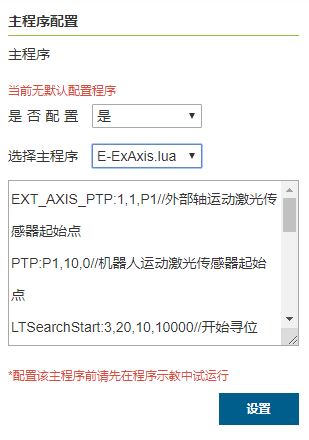 主程序配置
主程序
当前无默认配置程序
是 否 配 置 是
选择主程序 E-ExAxis.lua
EXT_AXIS_PTP:1,1,P1//外部轴运动激光传
感器起始点
PTP:P1,10,0//机器人运动激光传感器起始
点
LTSearchStart:3,20,10,10000//开始寻位
*配置该主程序前请先在程序示教中试运行
设置